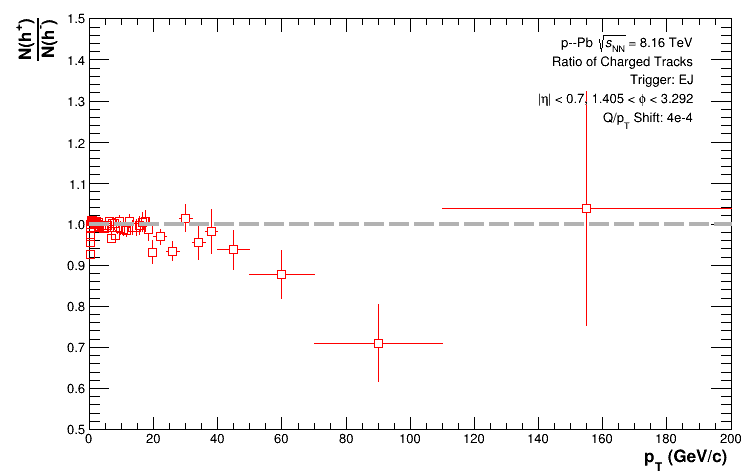 N(h⁺)
N(h⁻)
1.5
1.4
1.3
1.2
1.1
1.0
0.9
0.8
0.7
0.6
0.5
p--Pb √s_NN = 8.16 TeV
Ratio of Charged Tracks
Trigger: EJ
|η| < 0.7, 1.405 < ϕ < 3.292
Q/p_T Shift: 4e-4
0 20 40 60 80 100 120 140 160 180 200
p_T (GeV/c)